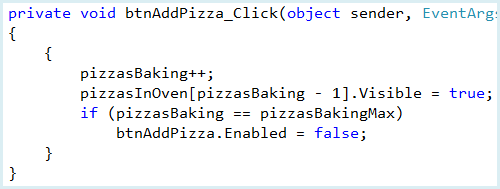 private void btnAddPizza_Click(object sender, EventArgs
{
{
pizzasBaking++;
pizzasInOven[pizzasBaking - 1].Visible = true;
if (pizzasBaking == pizzasBakingMax)
btnAddPizza.Enabled = false;
}
}